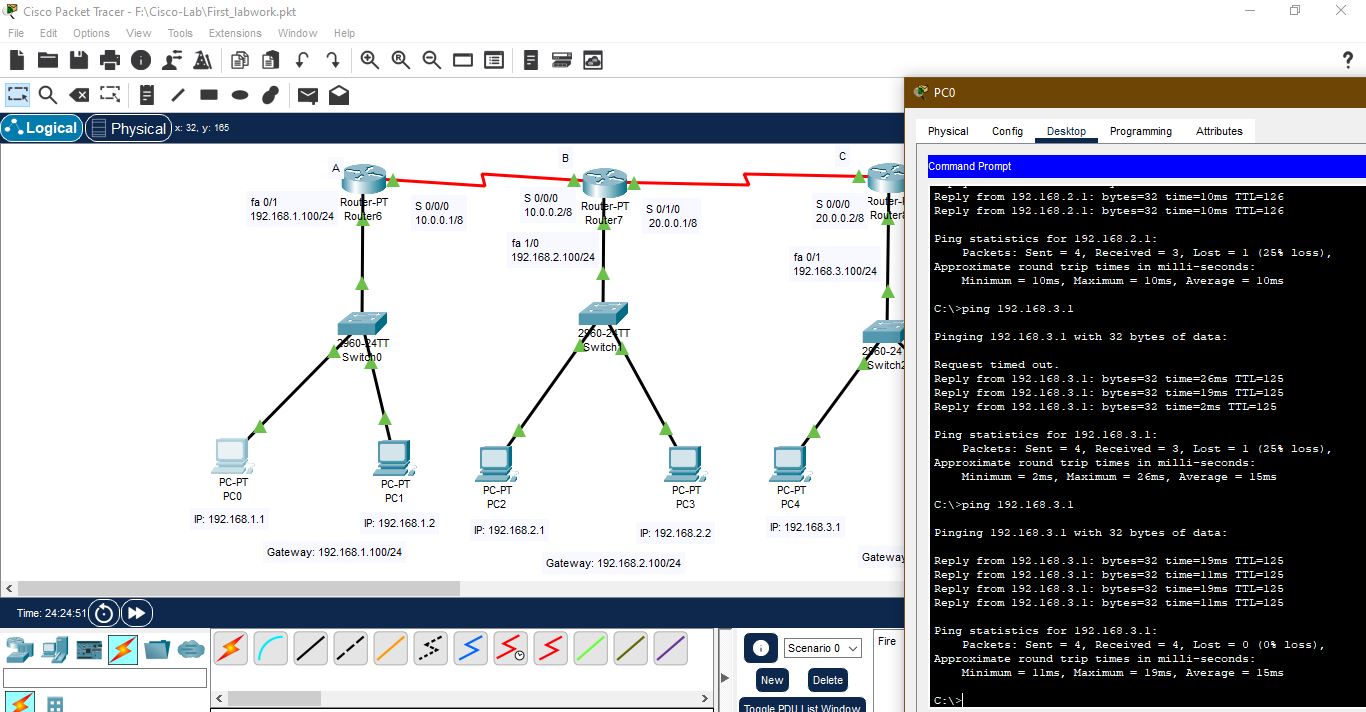 Cisco Packet Tracer - F:\Cisco-Lab\First_labwork.pkt
File Edit Options View Tools Extensions Window Help
?
Logical
Physical
x: 32, y: 165
A
fa 0/1
192.168.1.100/24
Router-PT
Router6
S 0/0/0
10.0.0.1/8
B
S 0/0/0
10.0.0.2/8
Router-PT
Router7
S 0/1/0
20.0.0.1/8
fa 1/0
192.168.2.100/24
C
S 0/0/0
20.0.0.2/8
fa 0/1
192.168.3.100/24
2960-24TT
Switch0
2960-24TT
Switch1
2960-24
Switch2
PC-PT
PC0
PC-PT
PC1
PC-PT
PC2
PC-PT
PC3
PC-PT
PC4
IP: 192.168.1.1
IP: 192.168.1.2
IP: 192.168.2.1
IP: 192.168.2.2
IP: 192.168.3.1
Gateway: 192.168.1.100/24
Gateway: 192.168.2.100/24
Gateway
Time: 24:24:51
Scenario 0
New
Delete
Toggle PDU List Window
Fire
PC0
Physical Config Desktop Programming Attributes
Command Prompt
Reply from 192.168.2.1: bytes=32 time=10ms TTL=126
Reply from 192.168.2.1: bytes=32 time=10ms TTL=126
Ping statistics for 192.168.2.1:
Packets: Sent = 4, Received = 3, Lost = 1 (25% loss),
Approximate round trip times in milli-seconds:
Minimum = 10ms, Maximum = 10ms, Average = 10ms
C:\>ping 192.168.3.1
Pinging 192.168.3.1 with 32 bytes of data:
Request timed out.
Reply from 192.168.3.1: bytes=32 time=26ms TTL=125
Reply from 192.168.3.1: bytes=32 time=19ms TTL=125
Reply from 192.168.3.1: bytes=32 time=2ms TTL=125
Ping statistics for 192.168.3.1:
Packets: Sent = 4, Received = 3, Lost = 1 (25% loss),
Approximate round trip times in milli-seconds:
Minimum = 2ms, Maximum = 26ms, Average = 15ms
C:\>ping 192.168.3.1
Pinging 192.168.3.1 with 32 bytes of data:
Reply from 192.168.3.1: bytes=32 time=19ms TTL=125
Reply from 192.168.3.1: bytes=32 time=11ms TTL=125
Reply from 192.168.3.1: bytes=32 time=19ms TTL=125
Reply from 192.168.3.1: bytes=32 time=11ms TTL=125
Ping statistics for 192.168.3.1:
Packets: Sent = 4, Received = 4, Lost = 0 (0% loss),
Approximate round trip times in milli-seconds:
Minimum = 11ms, Maximum = 19ms, Average = 15ms
C:\>